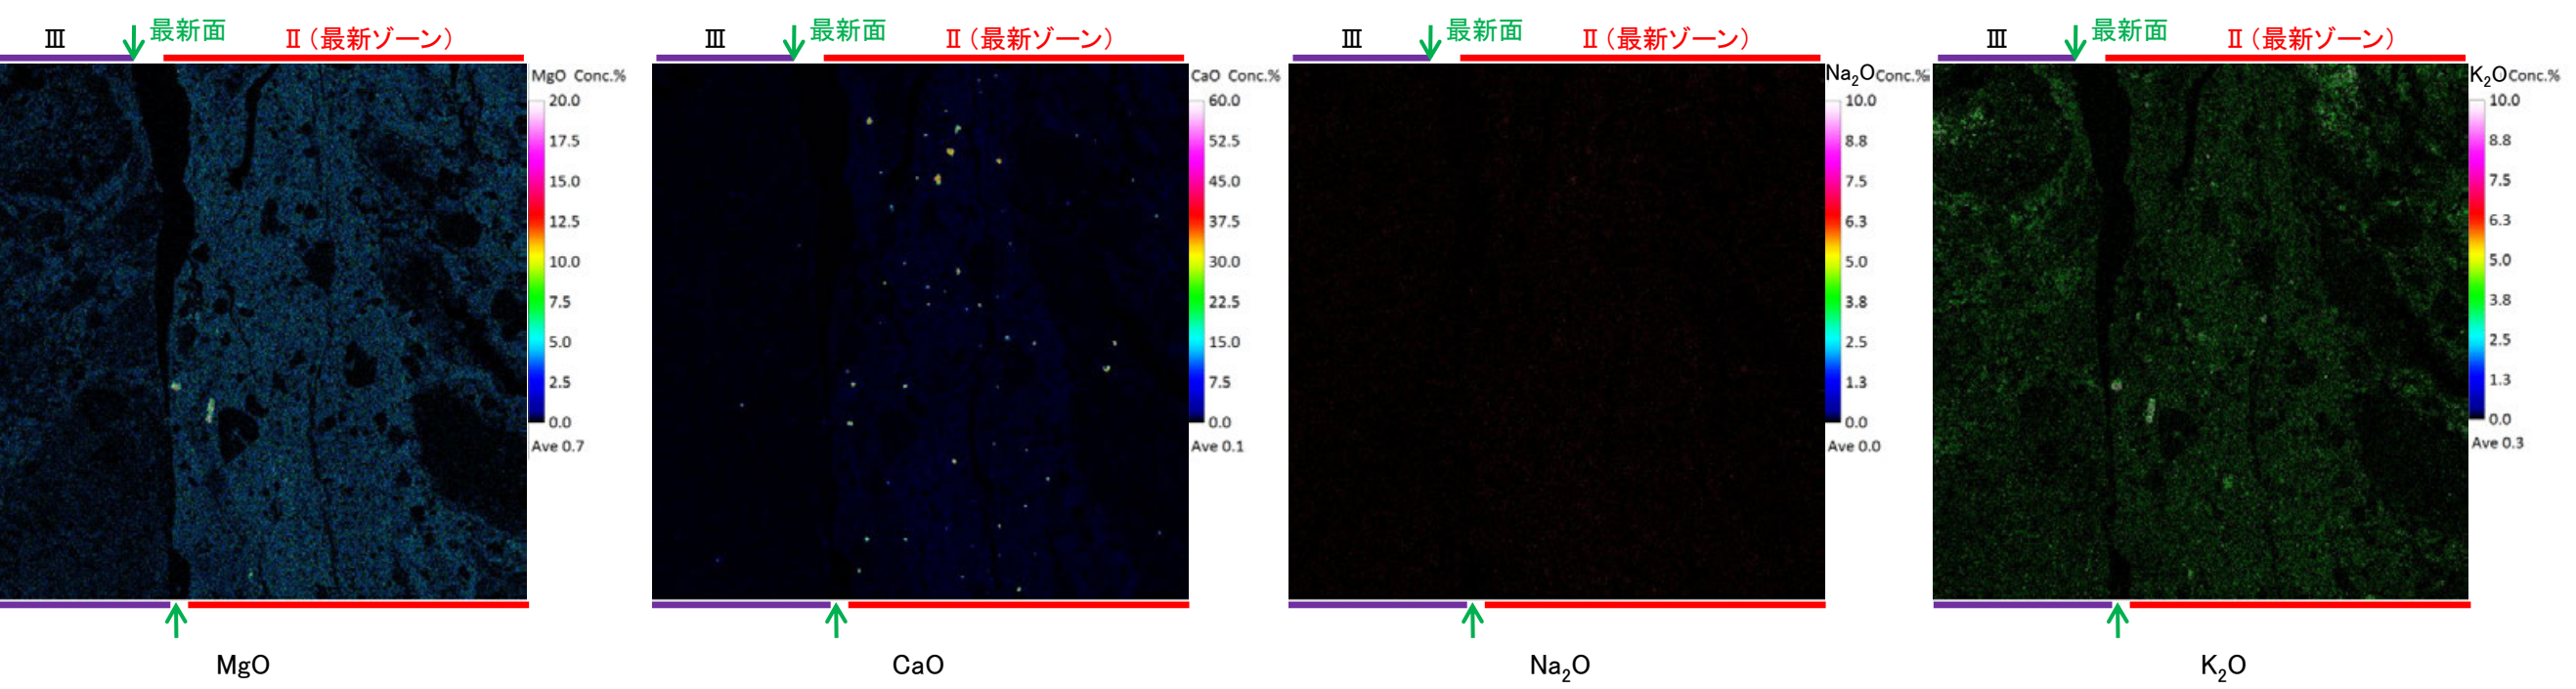 Ⅲ
最新面
Ⅱ（最新ゾーン）
MgO Conc.%
20.0
17.5
15.0
12.5
10.0
7.5
5.0
2.5
0.0
Ave 0.7
MgO
Ⅲ
最新面
Ⅱ（最新ゾーン）
CaO Conc.%
60.0
52.5
45.0
37.5
30.0
22.5
15.0
7.5
0.0
Ave 0.1
CaO
Ⅲ
最新面
Ⅱ（最新ゾーン）
Na₂O Conc.%
10.0
8.8
7.5
6.3
5.0
3.8
2.5
1.3
0.0
Ave 0.0
Na₂O
Ⅲ
最新面
Ⅱ（最新ゾーン）
K₂O Conc.%
10.0
8.8
7.5
6.3
5.0
3.8
2.5
1.3
0.0
Ave 0.3
K₂O